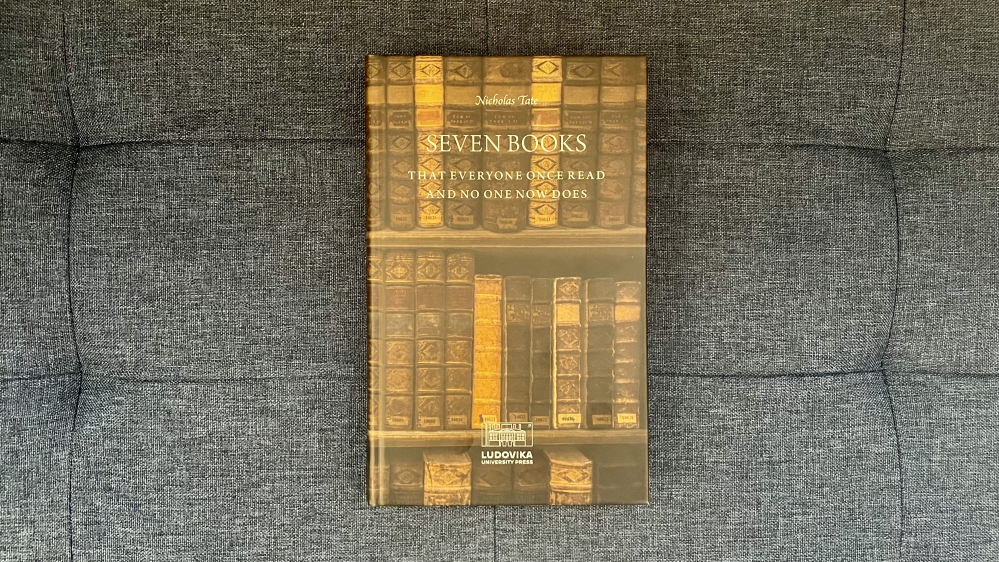 Nicholas Tate
SEVEN BOOKS
THAT EVERYONE ONCE READ
AND NO ONE NOW DOES
LUDOVIKA
UNIVERSITY PRESS